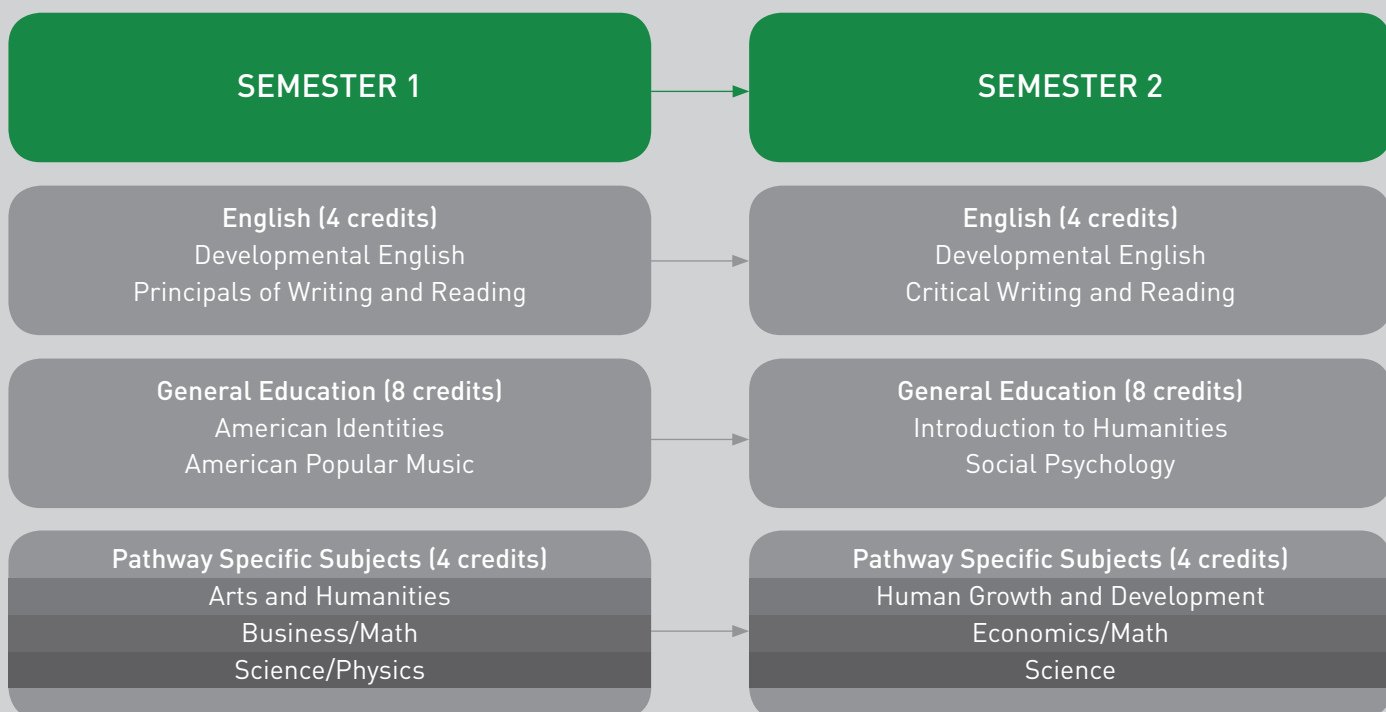 SEMESTER 1
SEMESTER 2
English (4 credits)
Developmental English
Principals of Writing and Reading
English (4 credits)
Developmental English
Critical Writing and Reading
General Education (8 credits)
American Identities
American Popular Music
General Education (8 credits)
Introduction to Humanities
Social Psychology
Pathway Specific Subjects (4 credits)
Arts and Humanities
Business/Math
Science/Physics
Pathway Specific Subjects (4 credits)
Human Growth and Development
Economics/Math
Science